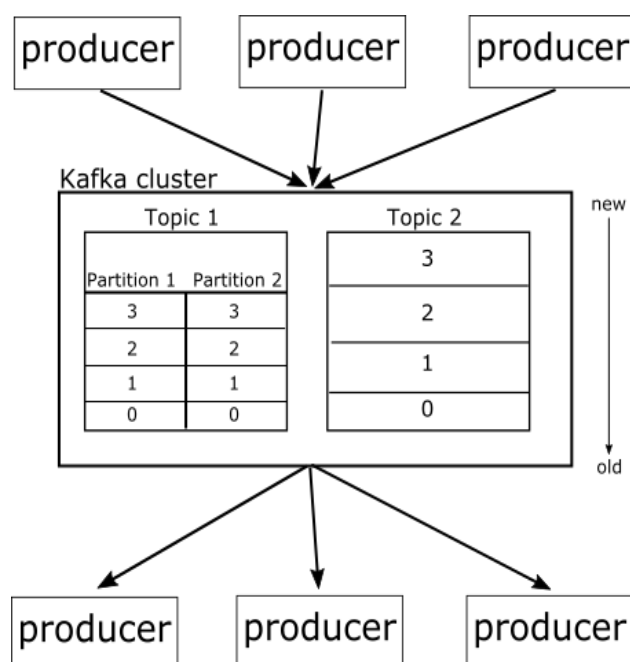 producer
producer
producer
Kafka cluster
Topic 1
Topic 2
new
Partition 1 Partition 2
3 3
2 2
1 1
0 0
3
2
1
0
old
producer
producer
producer